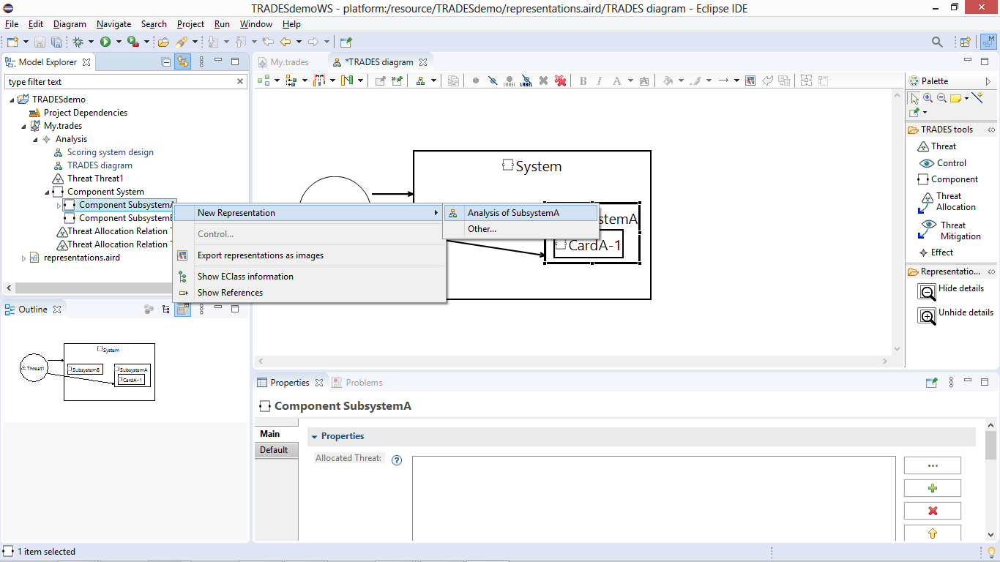 TRADESdemoWS - platform:/resource/TRADESdemo/representations.aird/TRADES diagram - Eclipse IDE
File Edit Diagram Navigate Search Project Run Window Help
Model Explorer
type filter text
TRADESdemo
Project Dependencies
My.trades
Analysis
Scoring system design
TRADES diagram
Threat Threat1
Component System
Component SubsystemA
Component SubsystemB
Threat Allocation Relation T
Threat Allocation Relation T
representations.aird
New Representation
Control...
Export representations as images
Show EClass information
Show References
Analysis of SubsystemA
Other...
My.trades
*TRADES diagram
LABEL LABEL B I A
System
stemA
CardA-1
Palette
TRADES tools
Threat
Control
Component
Threat
Allocation
Threat
Mitigation
Effect
Representatio...
Hide details
Unhide details
Outline
System
Threat1
SubsystemB
SubsystemA
CardA-1
Properties
Problems
Component SubsystemA
Main
Default
Properties
Allocated Threat:
?
1 item selected